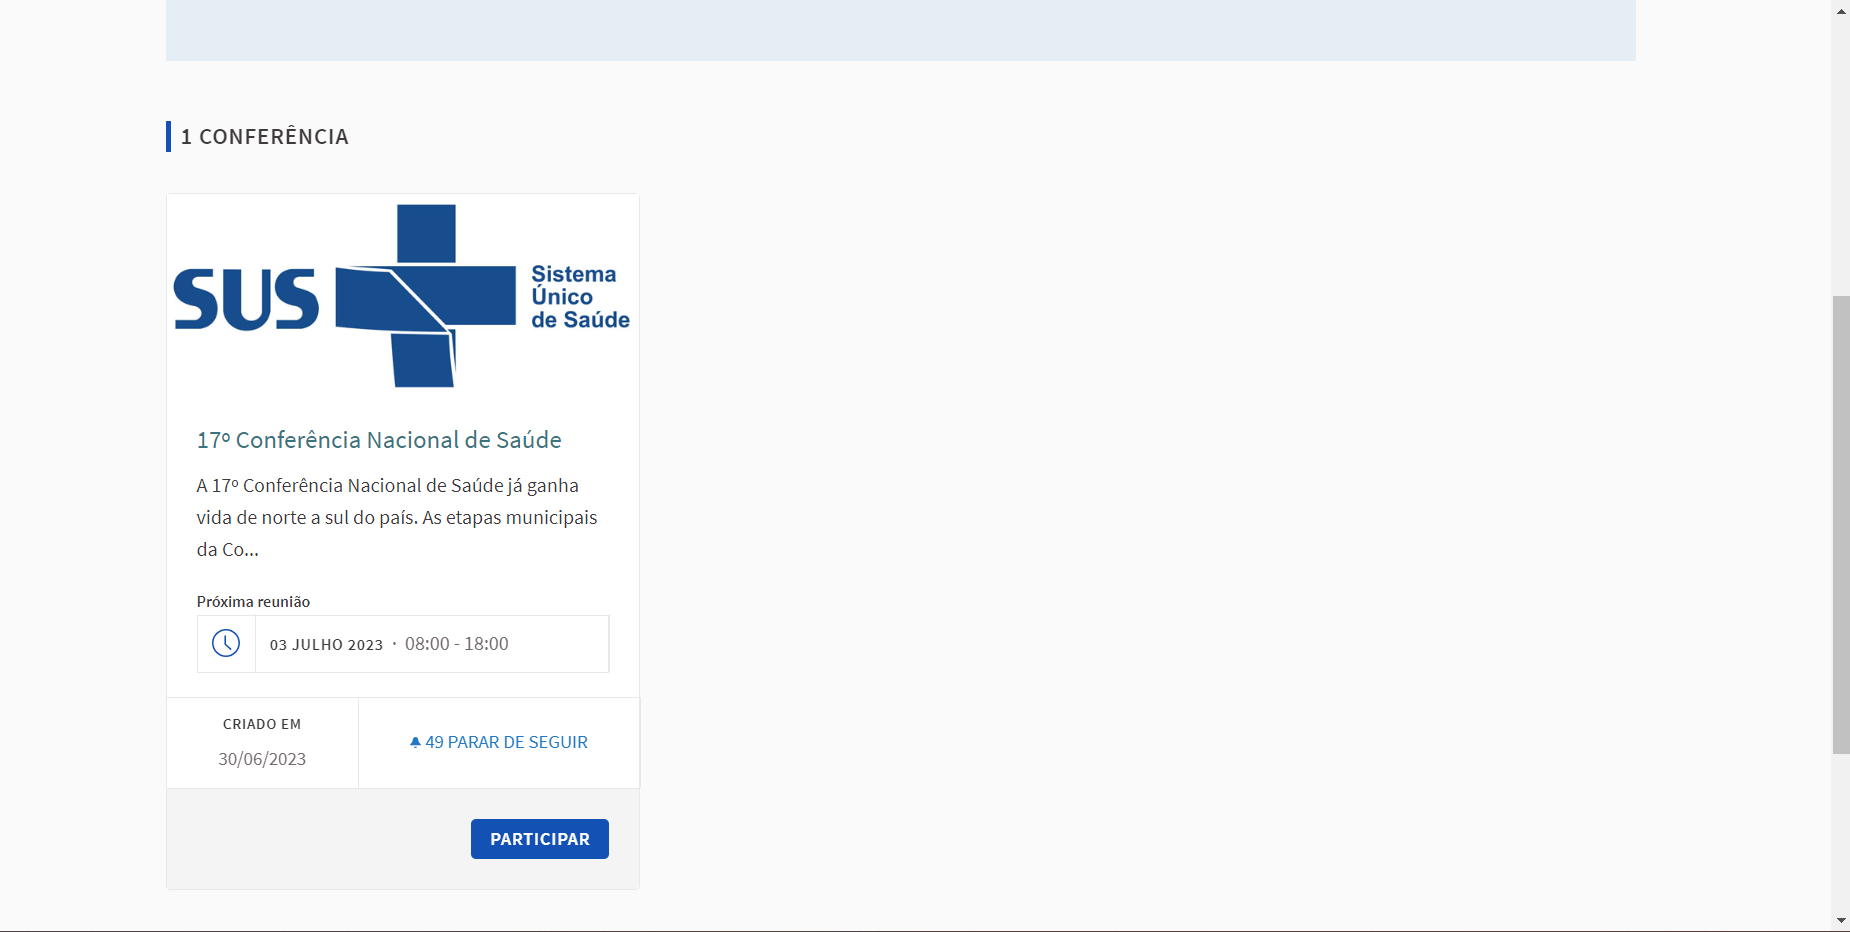 1 CONFERÊNCIA
SUS
Sistema
Único
de Saúde
17º Conferência Nacional de Saúde
A 17º Conferência Nacional de Saúde já ganha
vida de norte a sul do país. As etapas municipais
da Co...
Próxima reunião
03 JULHO 2023 · 08:00 - 18:00
CRIADO EM
30/06/2023
49 PARAR DE SEGUIR
PARTICIPAR